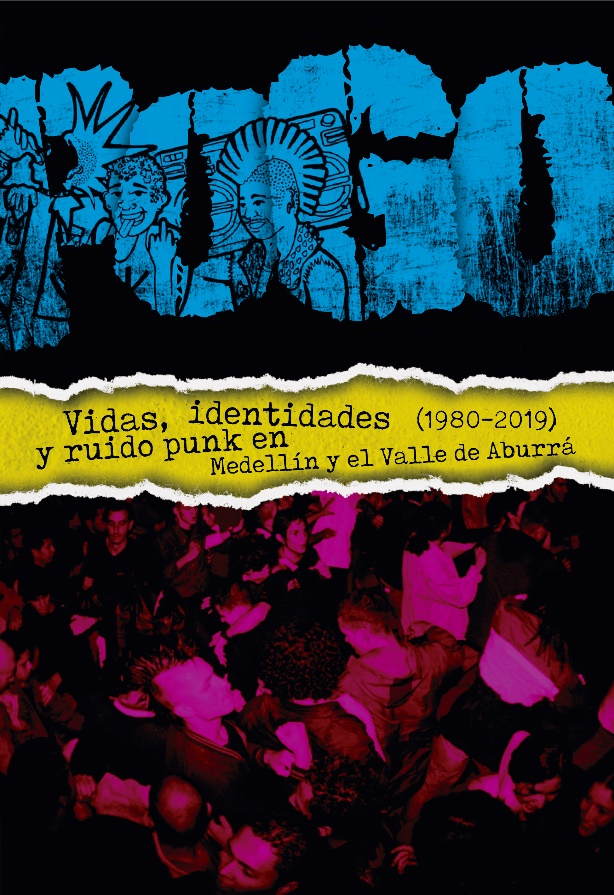 Vidas, identidades (1980-2019)
y ruido punk en
Medellín y el Valle de Aburrá